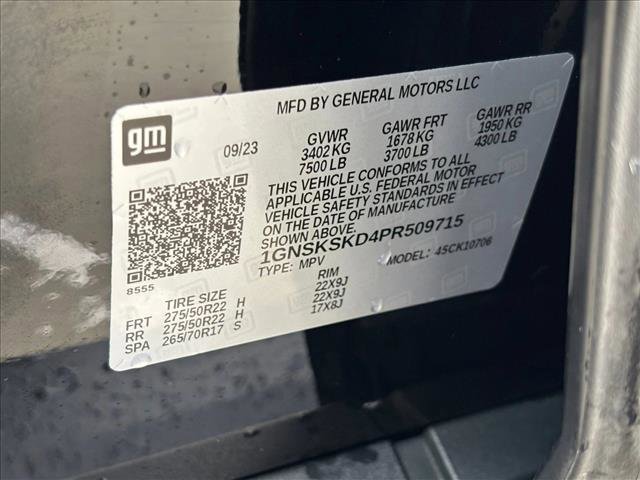 MFD BY GENERAL MOTORS LLC
gm
09/23
GVWR
3402 KG
7500 LB
GAWR FRT
1678 KG
3700 LB
GAWR RR
1950 KG
4300 LB
THIS VEHICLE CONFORMS TO ALL
APPLICABLE U.S. FEDERAL MOTOR
VEHICLE SAFETY STANDARDS IN EFFECT
ON THE DATE OF MANUFACTURE
SHOWN ABOVE.
1GNSKSKD4PR509715
TYPE: MPV
MODEL: 4SCK10706
8555
TIRE SIZE
RIM
FRT 275/50R22 H 22X9J
RR 275/50R22 H 22X9J
SPA 265/70R17 S 17X8J